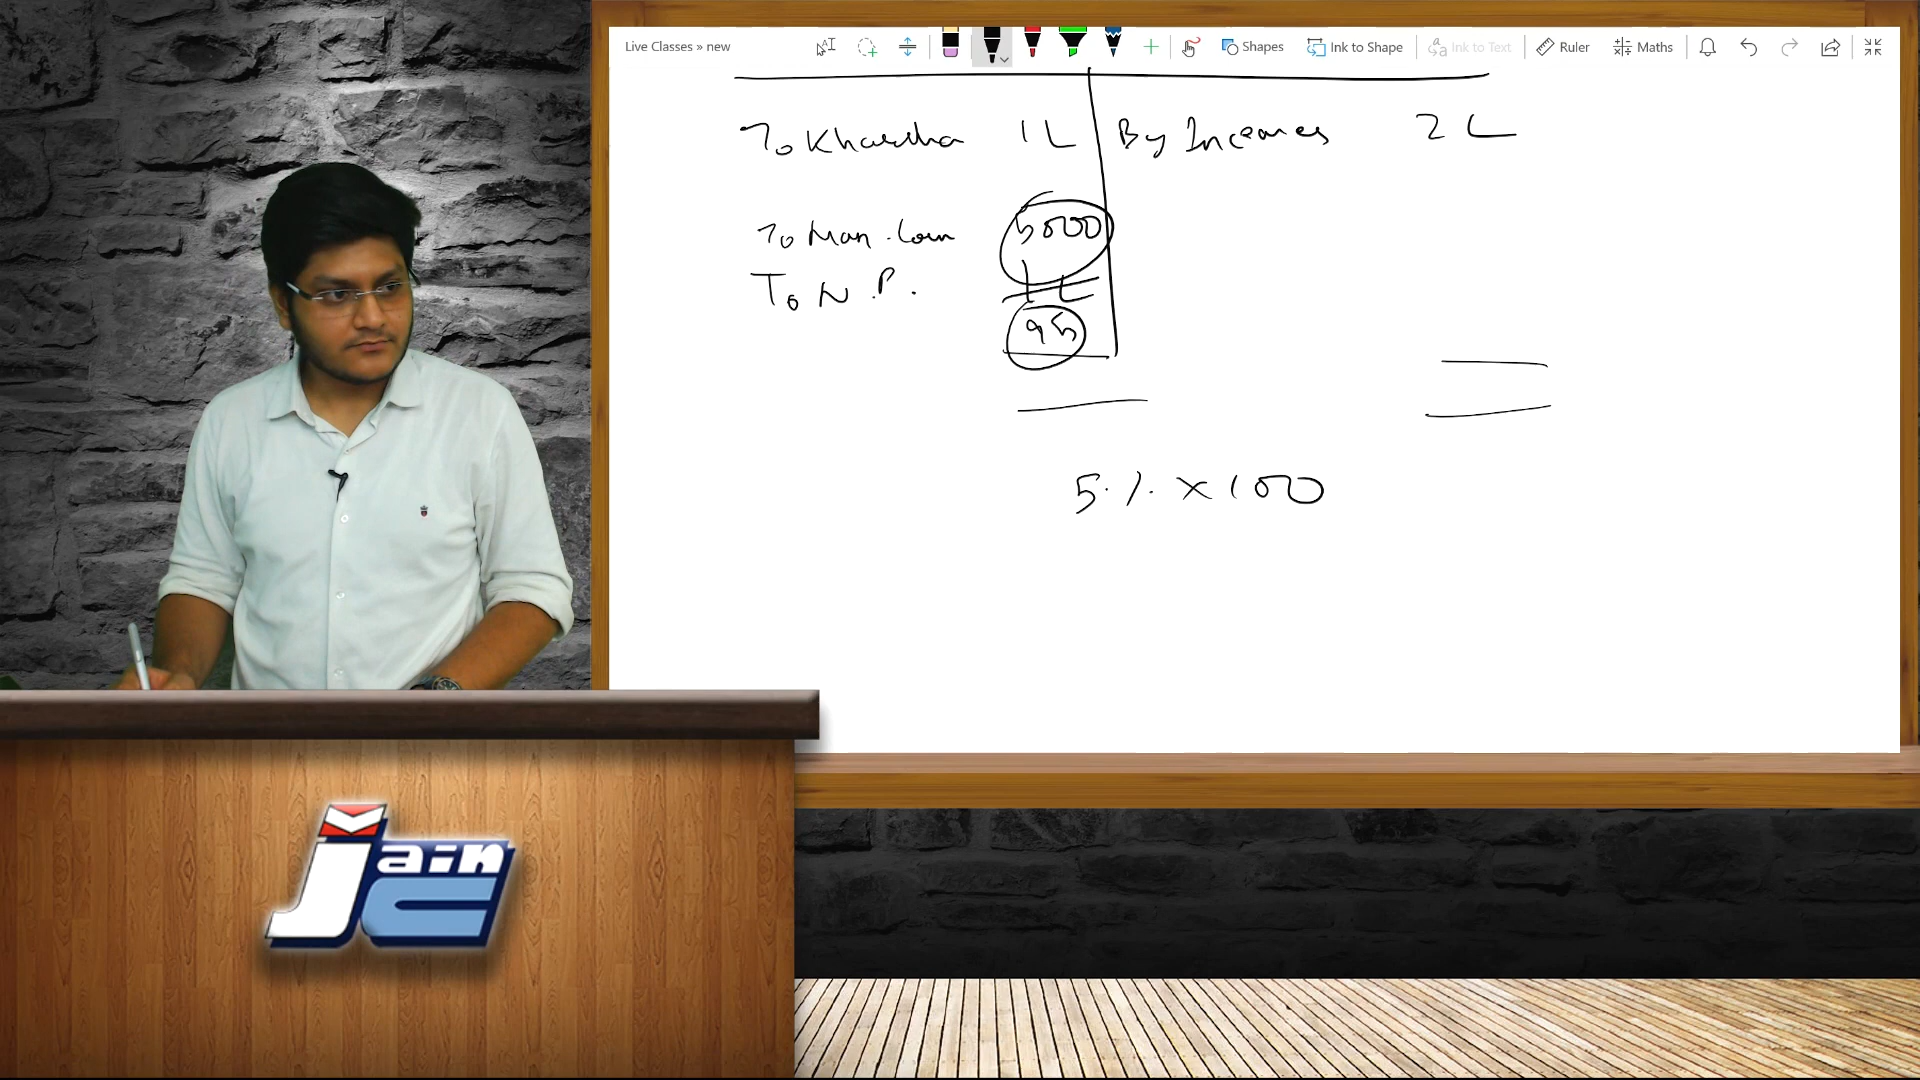 Live Classes » new
Shapes
Ink to Shape
Ink to Text
Ruler
Maths
To Kharcha 1L By Incomes 2L
To Man. Com 5000
To N.P. 1L
95
5% × 100
Jain